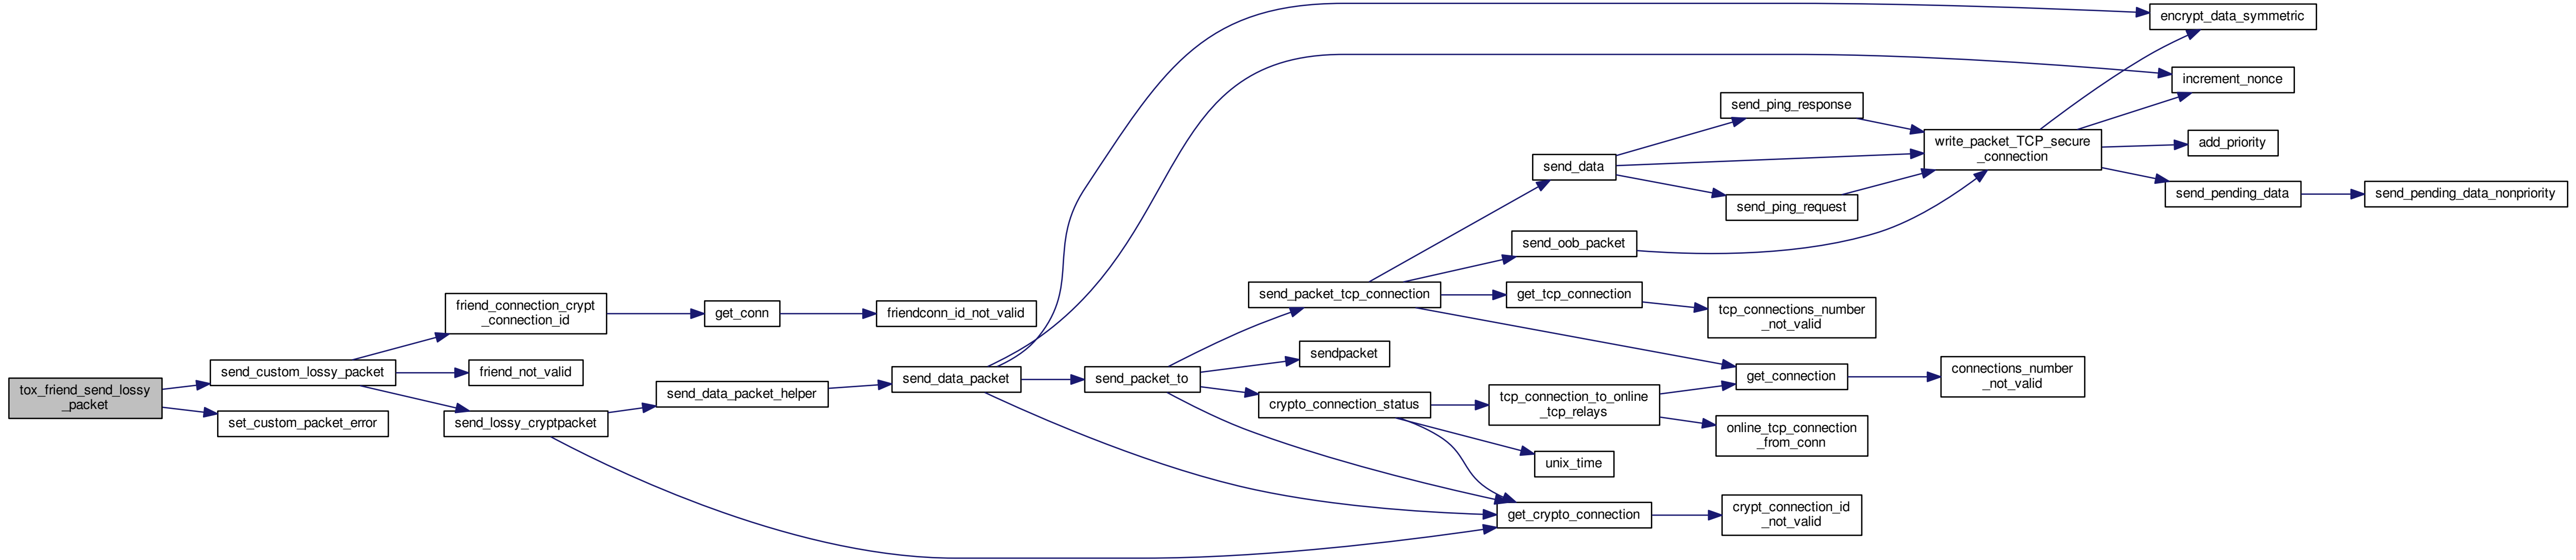 tox_friend_send_lossy
_packet
send_custom_lossy_packet
set_custom_packet_error
friend_connection_crypt
_connection_id
friend_not_valid
send_lossy_cryptpacket
get_conn
friendconn_id_not_valid
send_data_packet_helper
send_data_packet
send_packet_to
send_packet_tcp_connection
sendpacket
crypto_connection_status
send_data
send_oob_packet
get_tcp_connection
tcp_connection_to_online
_tcp_relays
unix_time
get_crypto_connection
send_ping_response
send_ping_request
tcp_connections_number
_not_valid
get_connection
online_tcp_connection
_from_conn
crypt_connection_id
_not_valid
write_packet_TCP_secure
_connection
connections_number
_not_valid
encrypt_data_symmetric
increment_nonce
add_priority
send_pending_data
send_pending_data_nonpriority